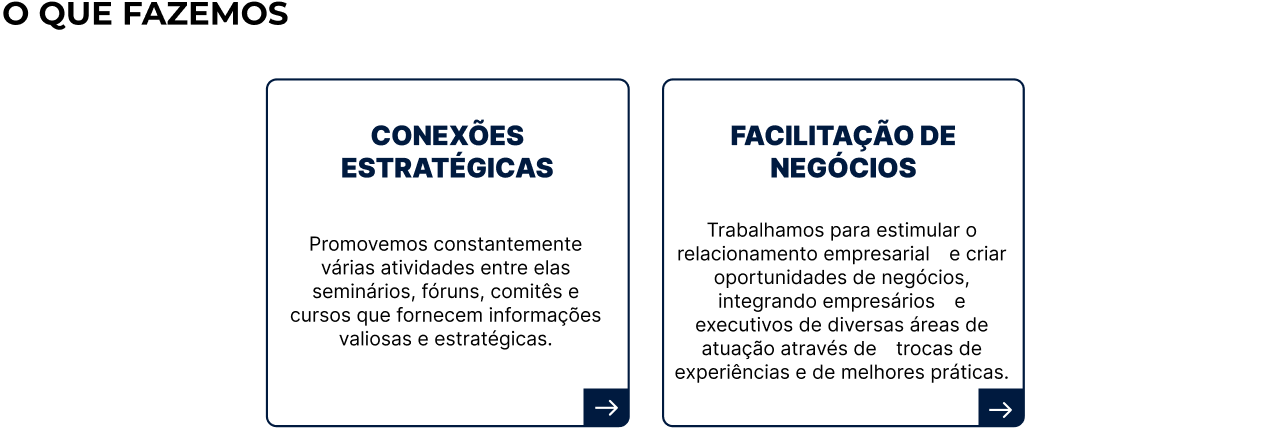 O QUE FAZEMOS
CONEXÕES
ESTRATÉGICAS
Promovemos constantemente
várias atividades entre elas
seminários, fóruns, comitês e
cursos que fornecem informações
valiosas e estratégicas.
FACILITAÇÃO DE
NEGÓCIOS
Trabalhamos para estimular o
relacionamento empresarial e criar
oportunidades de negócios,
integrando empresários e
executivos de diversas áreas de
atuação através de trocas de
experiências e de melhores práticas.